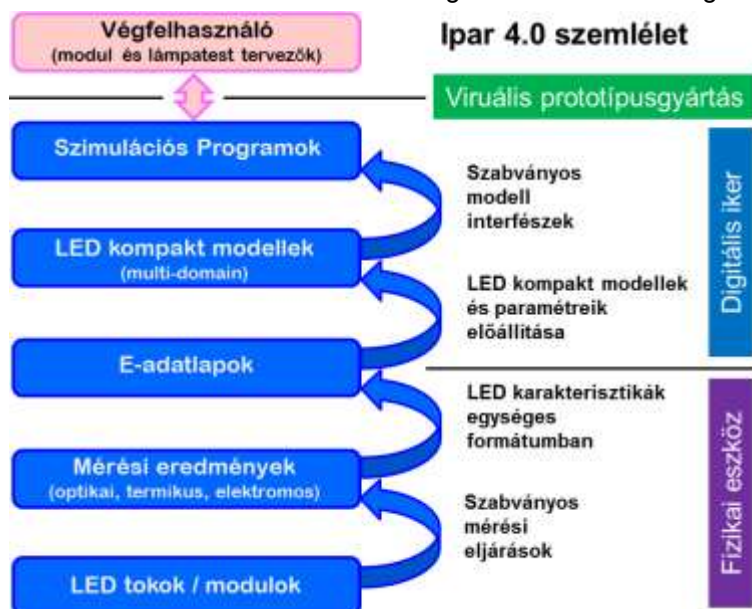 Végfelhasználó
(modul és lámpatest tervezők)
Ipar 4.0 szemlélet
Viruális prototípusgyártás
Szimulációs Programok
Szabványos
modell
interfészek
LED kompakt modellek
(multi-domain)
LED kompakt modellek
és paramétreik
előállítása
Digitális iker
E-adatlapok
LED karakterisztikák
egységes
formátumban
Mérési eredmények
(optikai, termikus, elektromos)
Szabványos
mérési
eljárások
LED tokok / modulok
Fizikai eszköz